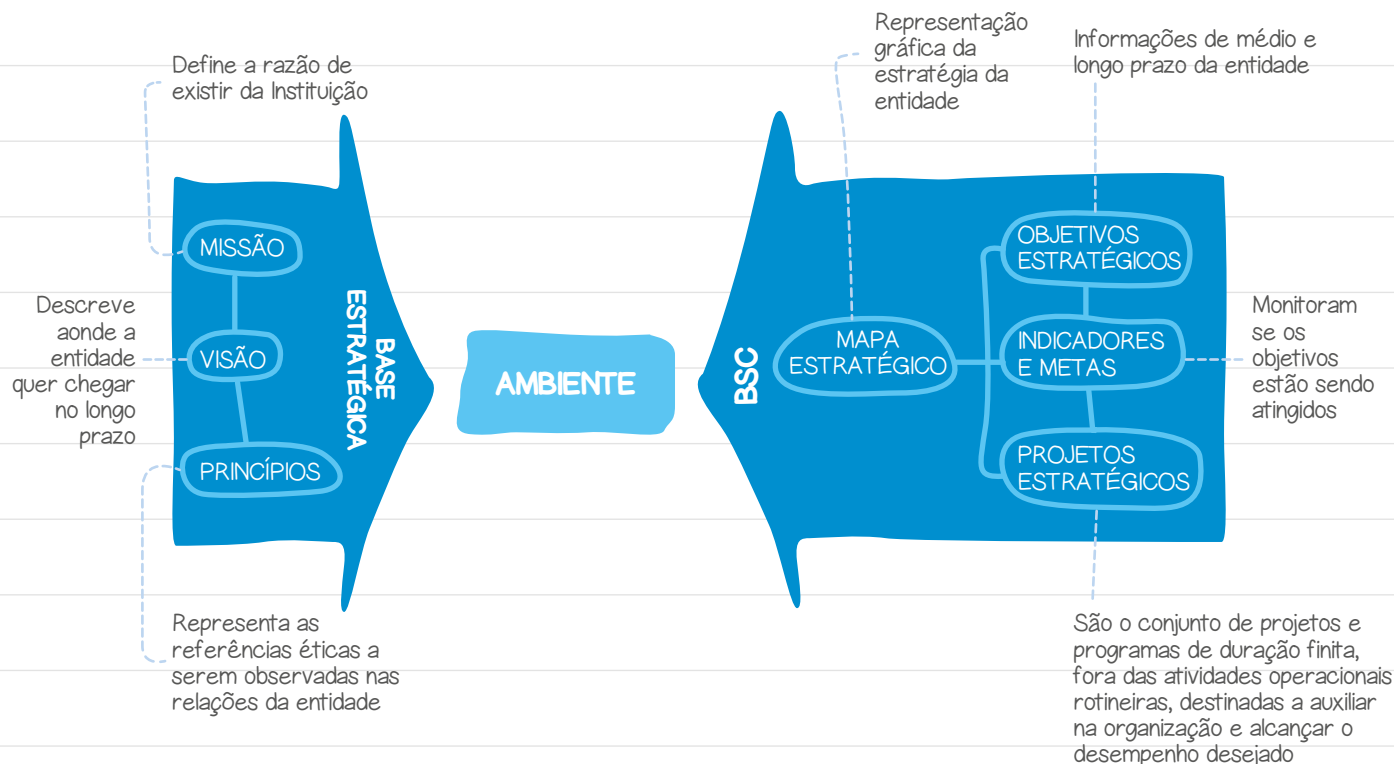 Define a razão de
existir da Instituição
MISSÃO
Descreve
aonde a
entidade
quer chegar
no longo
prazo
VISÃO
PRINCÍPIOS
Representa as
referências éticas a
serem observadas nas
relações da entidade
BASE
ESTRATÉGICA
AMBIENTE
BSC
Representação
gráfica da
estratégia da
entidade
MAPA
ESTRATÉGICO
Informações de médio e
longo prazo da entidade
OBJETIVOS
ESTRATÉGICOS
INDICADORES
E METAS
Monitoram
se os
objetivos
estão sendo
atingidos
PROJETOS
ESTRATÉGICOS
São o conjunto de projetos e
programas de duração finita,
fora das atividades operacionais
rotineiras, destinadas a auxiliar
na organização e alcançar o
desempenho desejado